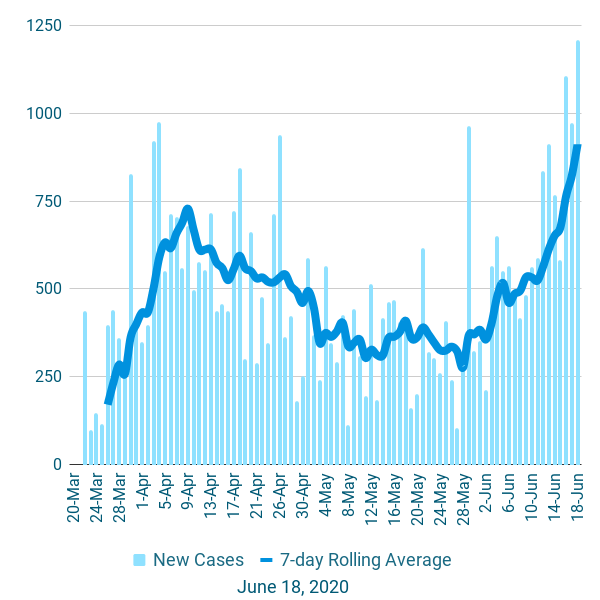 1250
1000
750
500
250
0
20-Mar
24-Mar
28-Mar
1-Apr
5-Apr
9-Apr
13-Apr
17-Apr
21-Apr
26-Apr
30-Apr
4-May
8-May
12-May
16-May
20-May
24-May
28-May
2-Jun
6-Jun
10-Jun
14-Jun
18-Jun
New Cases 7-day Rolling Average
June 18, 2020